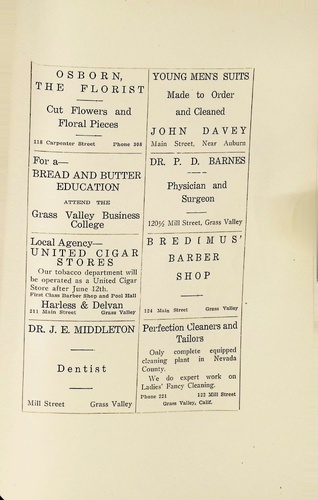 OSBORN,
THE FLORIST
Cut Flowers and
Floral Pieces
118 Carpenter Street Phone 308
YOUNG MEN'S SUITS
Made to Order
and Cleaned
JOHN DAVEY
Main Street, Near Auburn
For a—
BREAD AND BUTTER
EDUCATION
ATTEND THE
Grass Valley Business
College
DR. P. D. BARNES
Physician and
Surgeon
120½ Mill Street, Grass Valley
Local Agency—
UNITED CIGAR
STORES
Our tobacco department will
be operated as a United Cigar
Store after June 12th.
First Class Barber Shop and Pool Hall
Harless & Delvan
211 Main Street Grass Valley
BREDIMUS'
BARBER
SHOP
124 Main Street Grass Valley
DR. J. E. MIDDLETON
Dentist
Mill Street Grass Valley
Perfection Cleaners and
Tailors
Only complete equipped
cleaning plant in Nevada
County.
We do expert work on
Ladies' Fancy Cleaning.
Phone 221 122 Mill Street
Grass Valley, Calif.